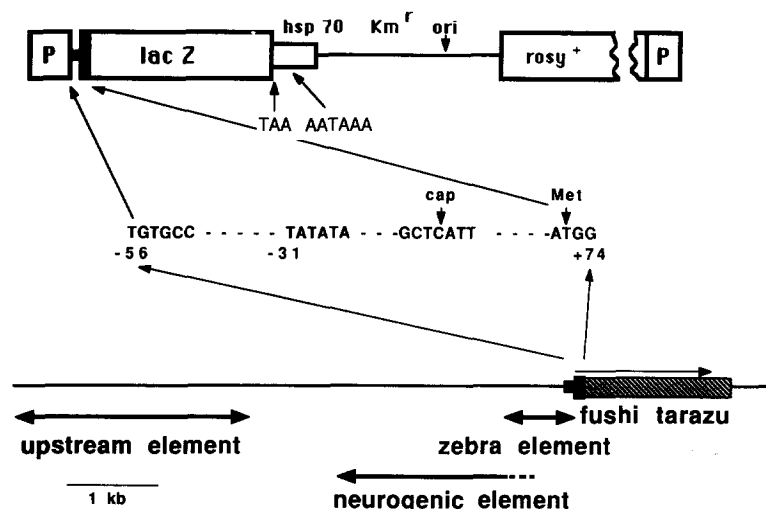 hsp 70 Km r ori
P lac Z rosy + P
TAA AATAAA
cap Met
TGTGCC - - - - - TATATA - - -GCTCATT - - - - -ATGG
-56 -31 +74
fushi tarazu
upstream element zebra element
1 kb neurogenic element